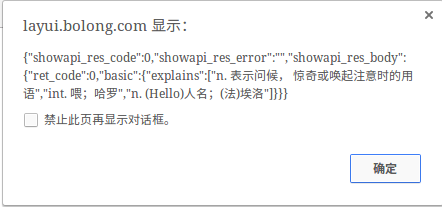 layui.bolong.com 显示：
{"showapi_res_code":0,"showapi_res_error":"","showapi_res_body":
{"ret_code":0,"basic":{"explains":["n. 表示问候， 惊奇或唤起注意时的用
语","int. 喂；哈罗","n. (Hello)人名；(法)埃洛"]}}}
禁止此页再显示对话框。
确定